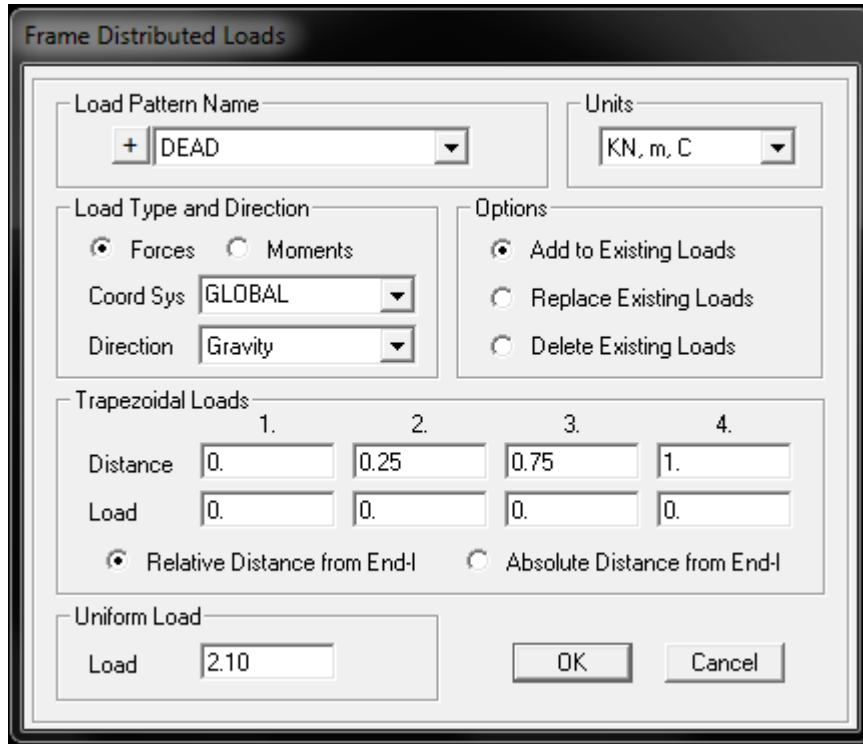 Frame Distributed Loads
Load Pattern Name
+ DEAD
Units
KN, m, C
Load Type and Direction
Forces Moments
Coord Sys GLOBAL
Direction Gravity
Options
Add to Existing Loads
Replace Existing Loads
Delete Existing Loads
Trapezoidal Loads
1. 2. 3. 4.
Distance 0. 0.25 0.75 1.
Load 0. 0. 0. 0.
Relative Distance from End-I Absolute Distance from End-I
Uniform Load
Load 2.10
OK Cancel